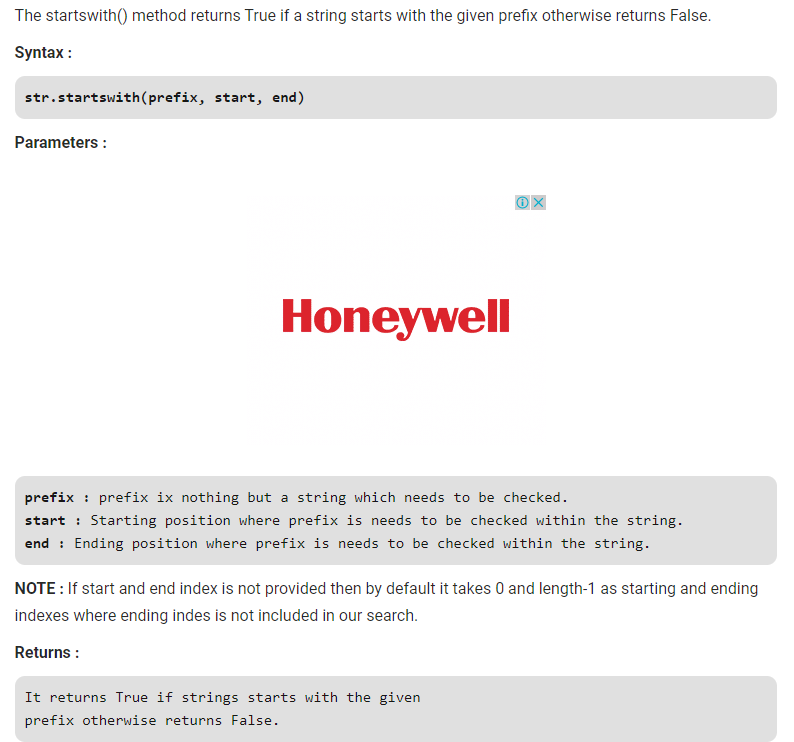 The startswith() method returns True if a string starts with the given prefix otherwise returns False.
Syntax :
str.startswith(prefix, start, end)
Parameters :
Honeywell
prefix : prefix ix nothing but a string which needs to be checked.
start : Starting position where prefix is needs to be checked within the string.
end : Ending position where prefix is needs to be checked within the string.
NOTE : If start and end index is not provided then by default it takes 0 and length-1 as starting and ending
indexes where ending indes is not included in our search.
Returns :
It returns True if strings starts with the given
prefix otherwise returns False.